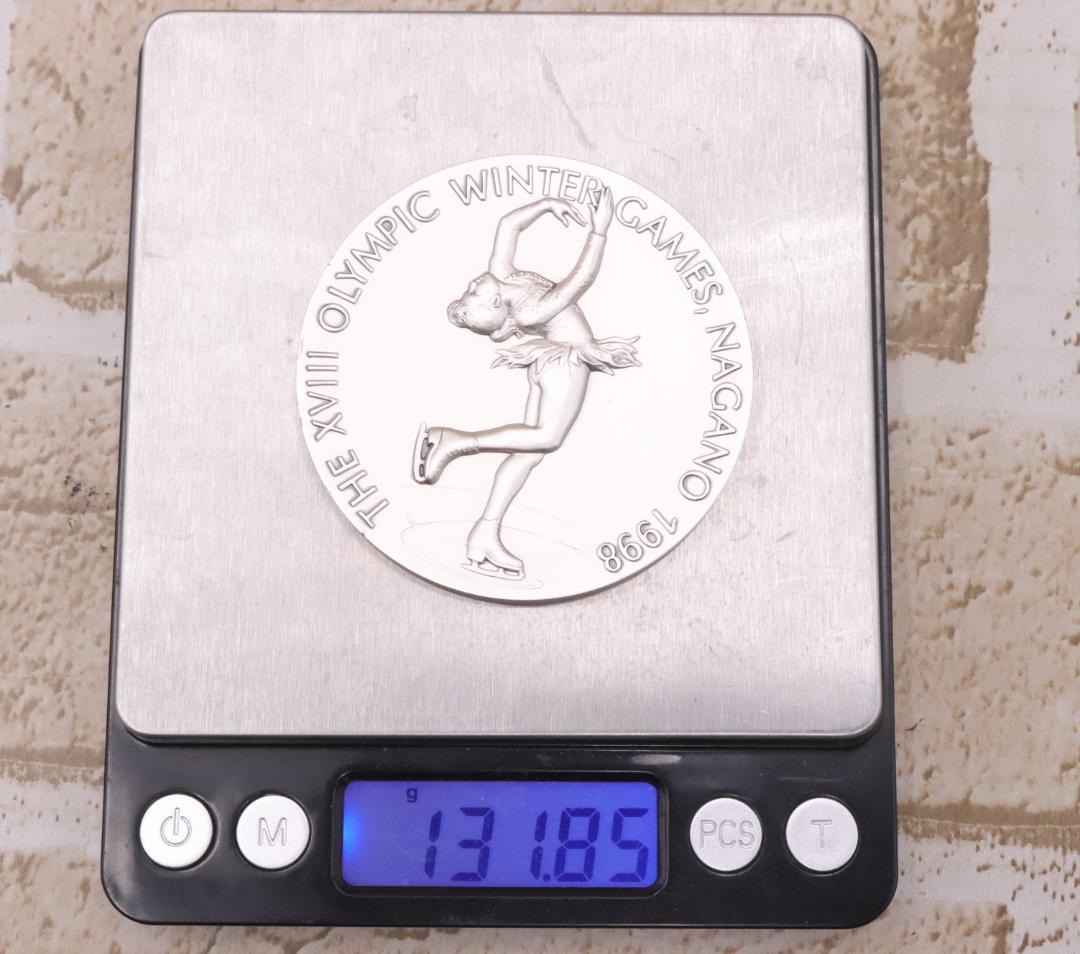 THE XVIII OLYMPIC WINTER GAMES, NAGANO 1998
g
131.85
M
PCS
T